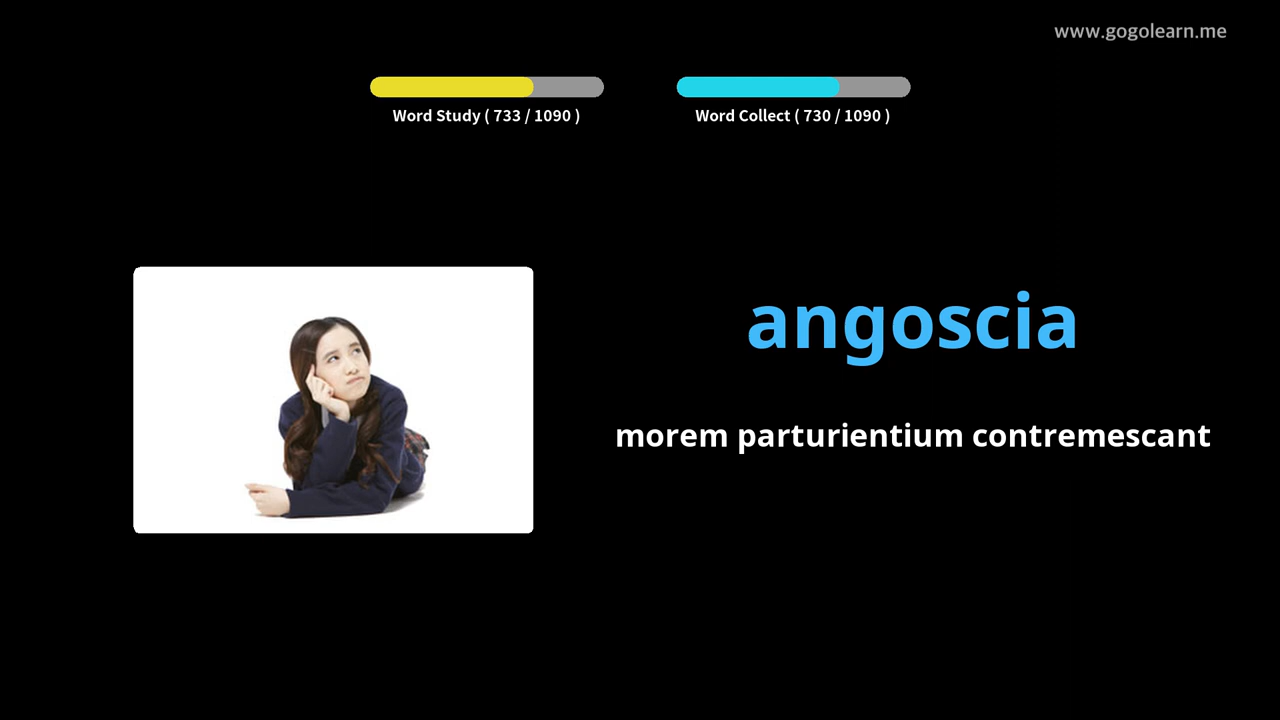 www.gogolearn.me
Word Study ( 733 / 1090 )
Word Collect ( 730 / 1090 )
angoscia
morem parturientium contremescant